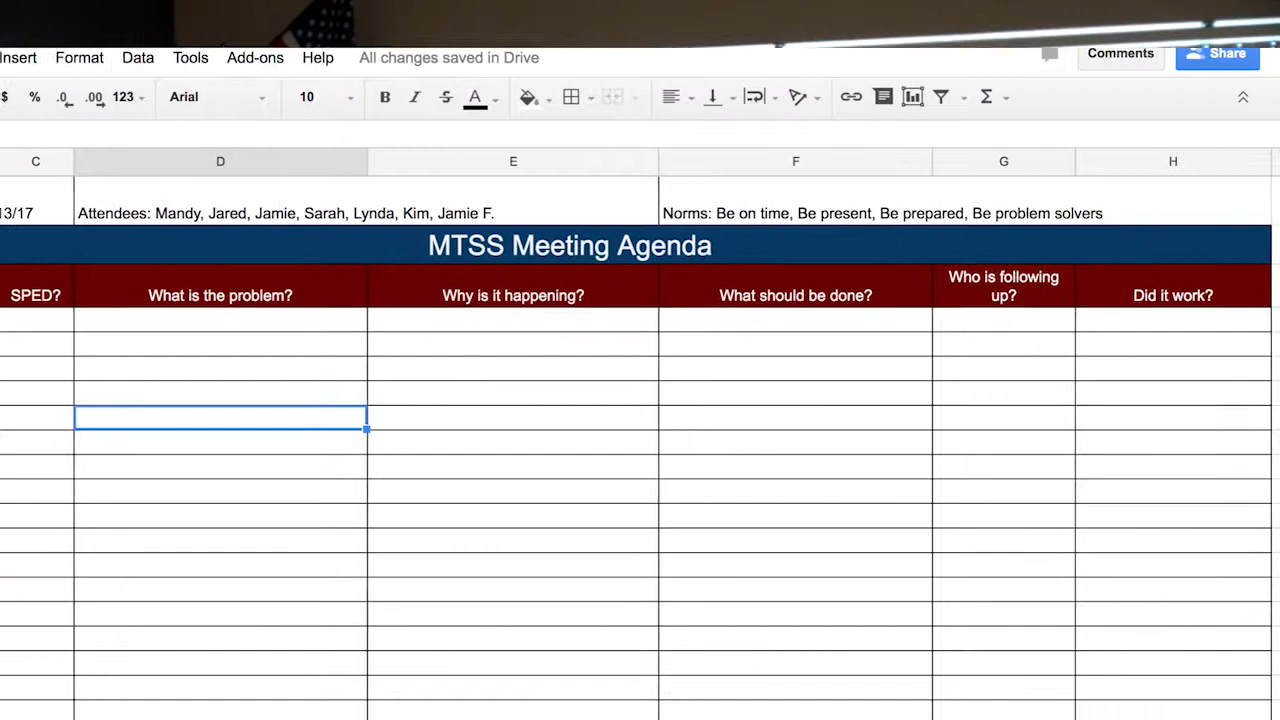 Insert Format Data Tools Add-ons Help All changes saved in Drive Comments Share
$ % .0 .00 123 Arial 10 B I S A Σ
C D E F G H
13/17 Attendees: Mandy, Jared, Jamie, Sarah, Lynda, Kim, Jamie F. Norms: Be on time, Be present, Be prepared, Be problem solvers
MTSS Meeting Agenda
SPED? What is the problem? Why is it happening? What should be done? Who is following up? Did it work?